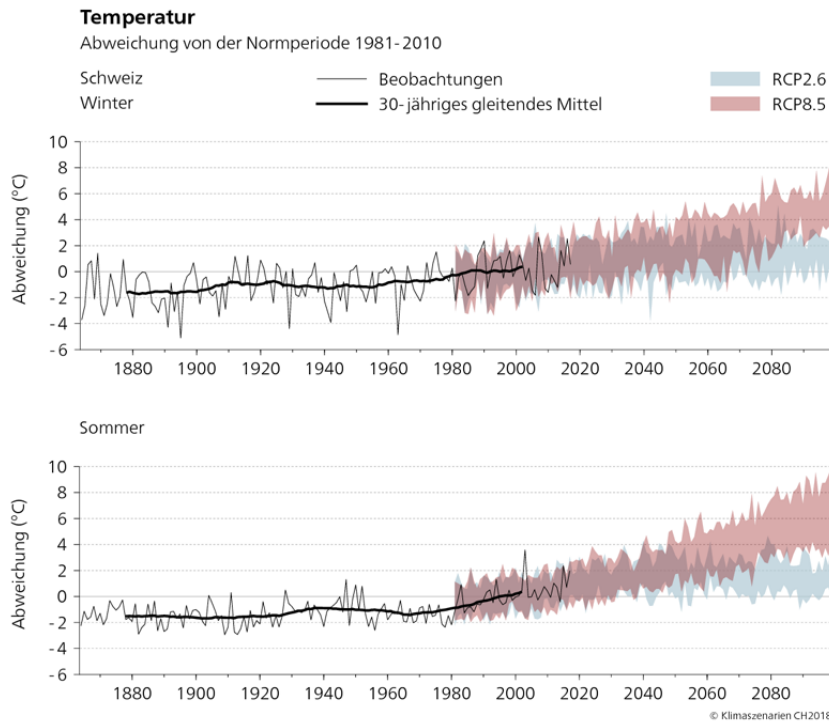 Temperatur
Abweichung von der Normperiode 1981-2010
Schweiz
Beobachtungen
RCP2.6
Winter
30-jähriges gleitendes Mittel
RCP8.5
Abweichung (°C)
10
8
6
4
2
0
-2
-4
-6
1880 1900 1920 1940 1960 1980 2000 2020 2040 2060 2080
Sommer
Abweichung (°C)
10
8
6
4
2
0
-2
-4
-6
1880 1900 1920 1940 1960 1980 2000 2020 2040 2060 2080
© Klimaszenarien CH2018